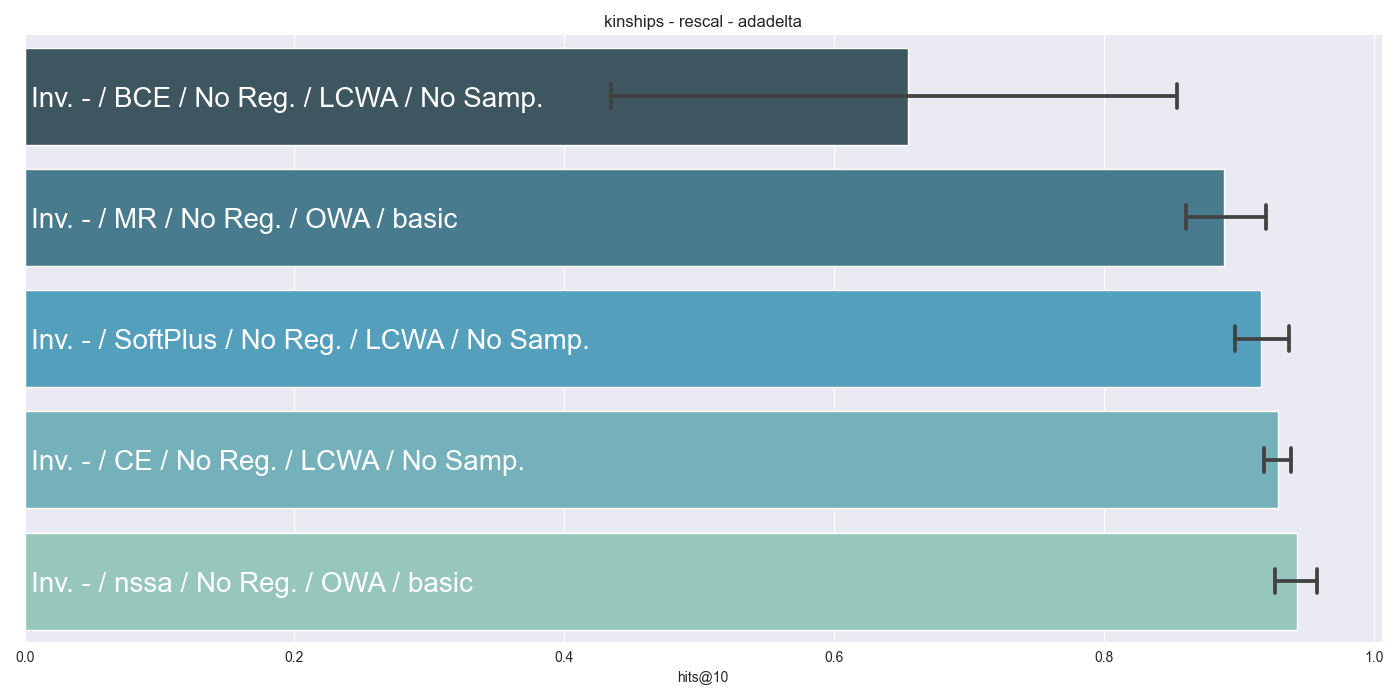 kinships - rescal - adadelta
Inv. - / BCE / No Reg. / LCWA / No Samp.
Inv. - / MR / No Reg. / OWA / basic
Inv. - / SoftPlus / No Reg. / LCWA / No Samp.
Inv. - / CE / No Reg. / LCWA / No Samp.
Inv. - / nssa / No Reg. / OWA / basic
0.0 0.2 0.4 0.6 0.8 1.0
hits@10